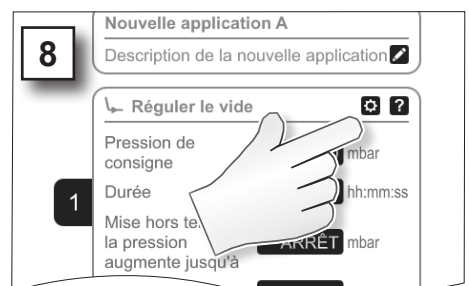 8
Nouvelle application A
Description de la nouvelle application
Réguler le vide ?
Pression de
consigne mbar
1
Durée hh:mm:ss
Mise hors
la pression ARRÊT mbar
augmente jusqu'à